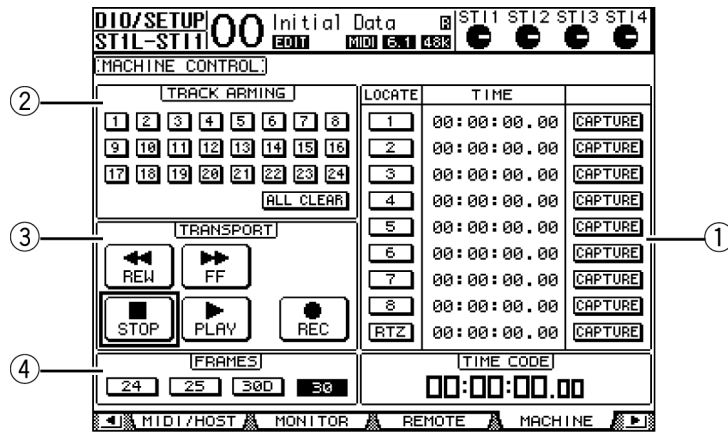 DIO/SETUP 00 Initial Data R ST11 ST12 ST13 ST14
ST1L-ST11 EDIT MIDI 6.1 48K
MACHINE CONTROL
2
TRACK ARMING
1 2 3 4 5 6 7 8
9 10 11 12 13 14 15 16
17 18 19 20 21 22 23 24
ALL CLEAR
3
TRANSPORT
REW FF
STOP PLAY REC
4
FRAMES
24 25 30D 30
LOCATE TIME
1 00:00:00.00 CAPTURE
2 00:00:00.00 CAPTURE
3 00:00:00.00 CAPTURE
4 00:00:00.00 CAPTURE
5 00:00:00.00 CAPTURE
6 00:00:00.00 CAPTURE
7 00:00:00.00 CAPTURE
8 00:00:00.00 CAPTURE
RTZ 00:00:00.00 CAPTURE
1
TIME CODE
00:00:00.00
MIDI/HOST MONITOR REMOTE MACHINE